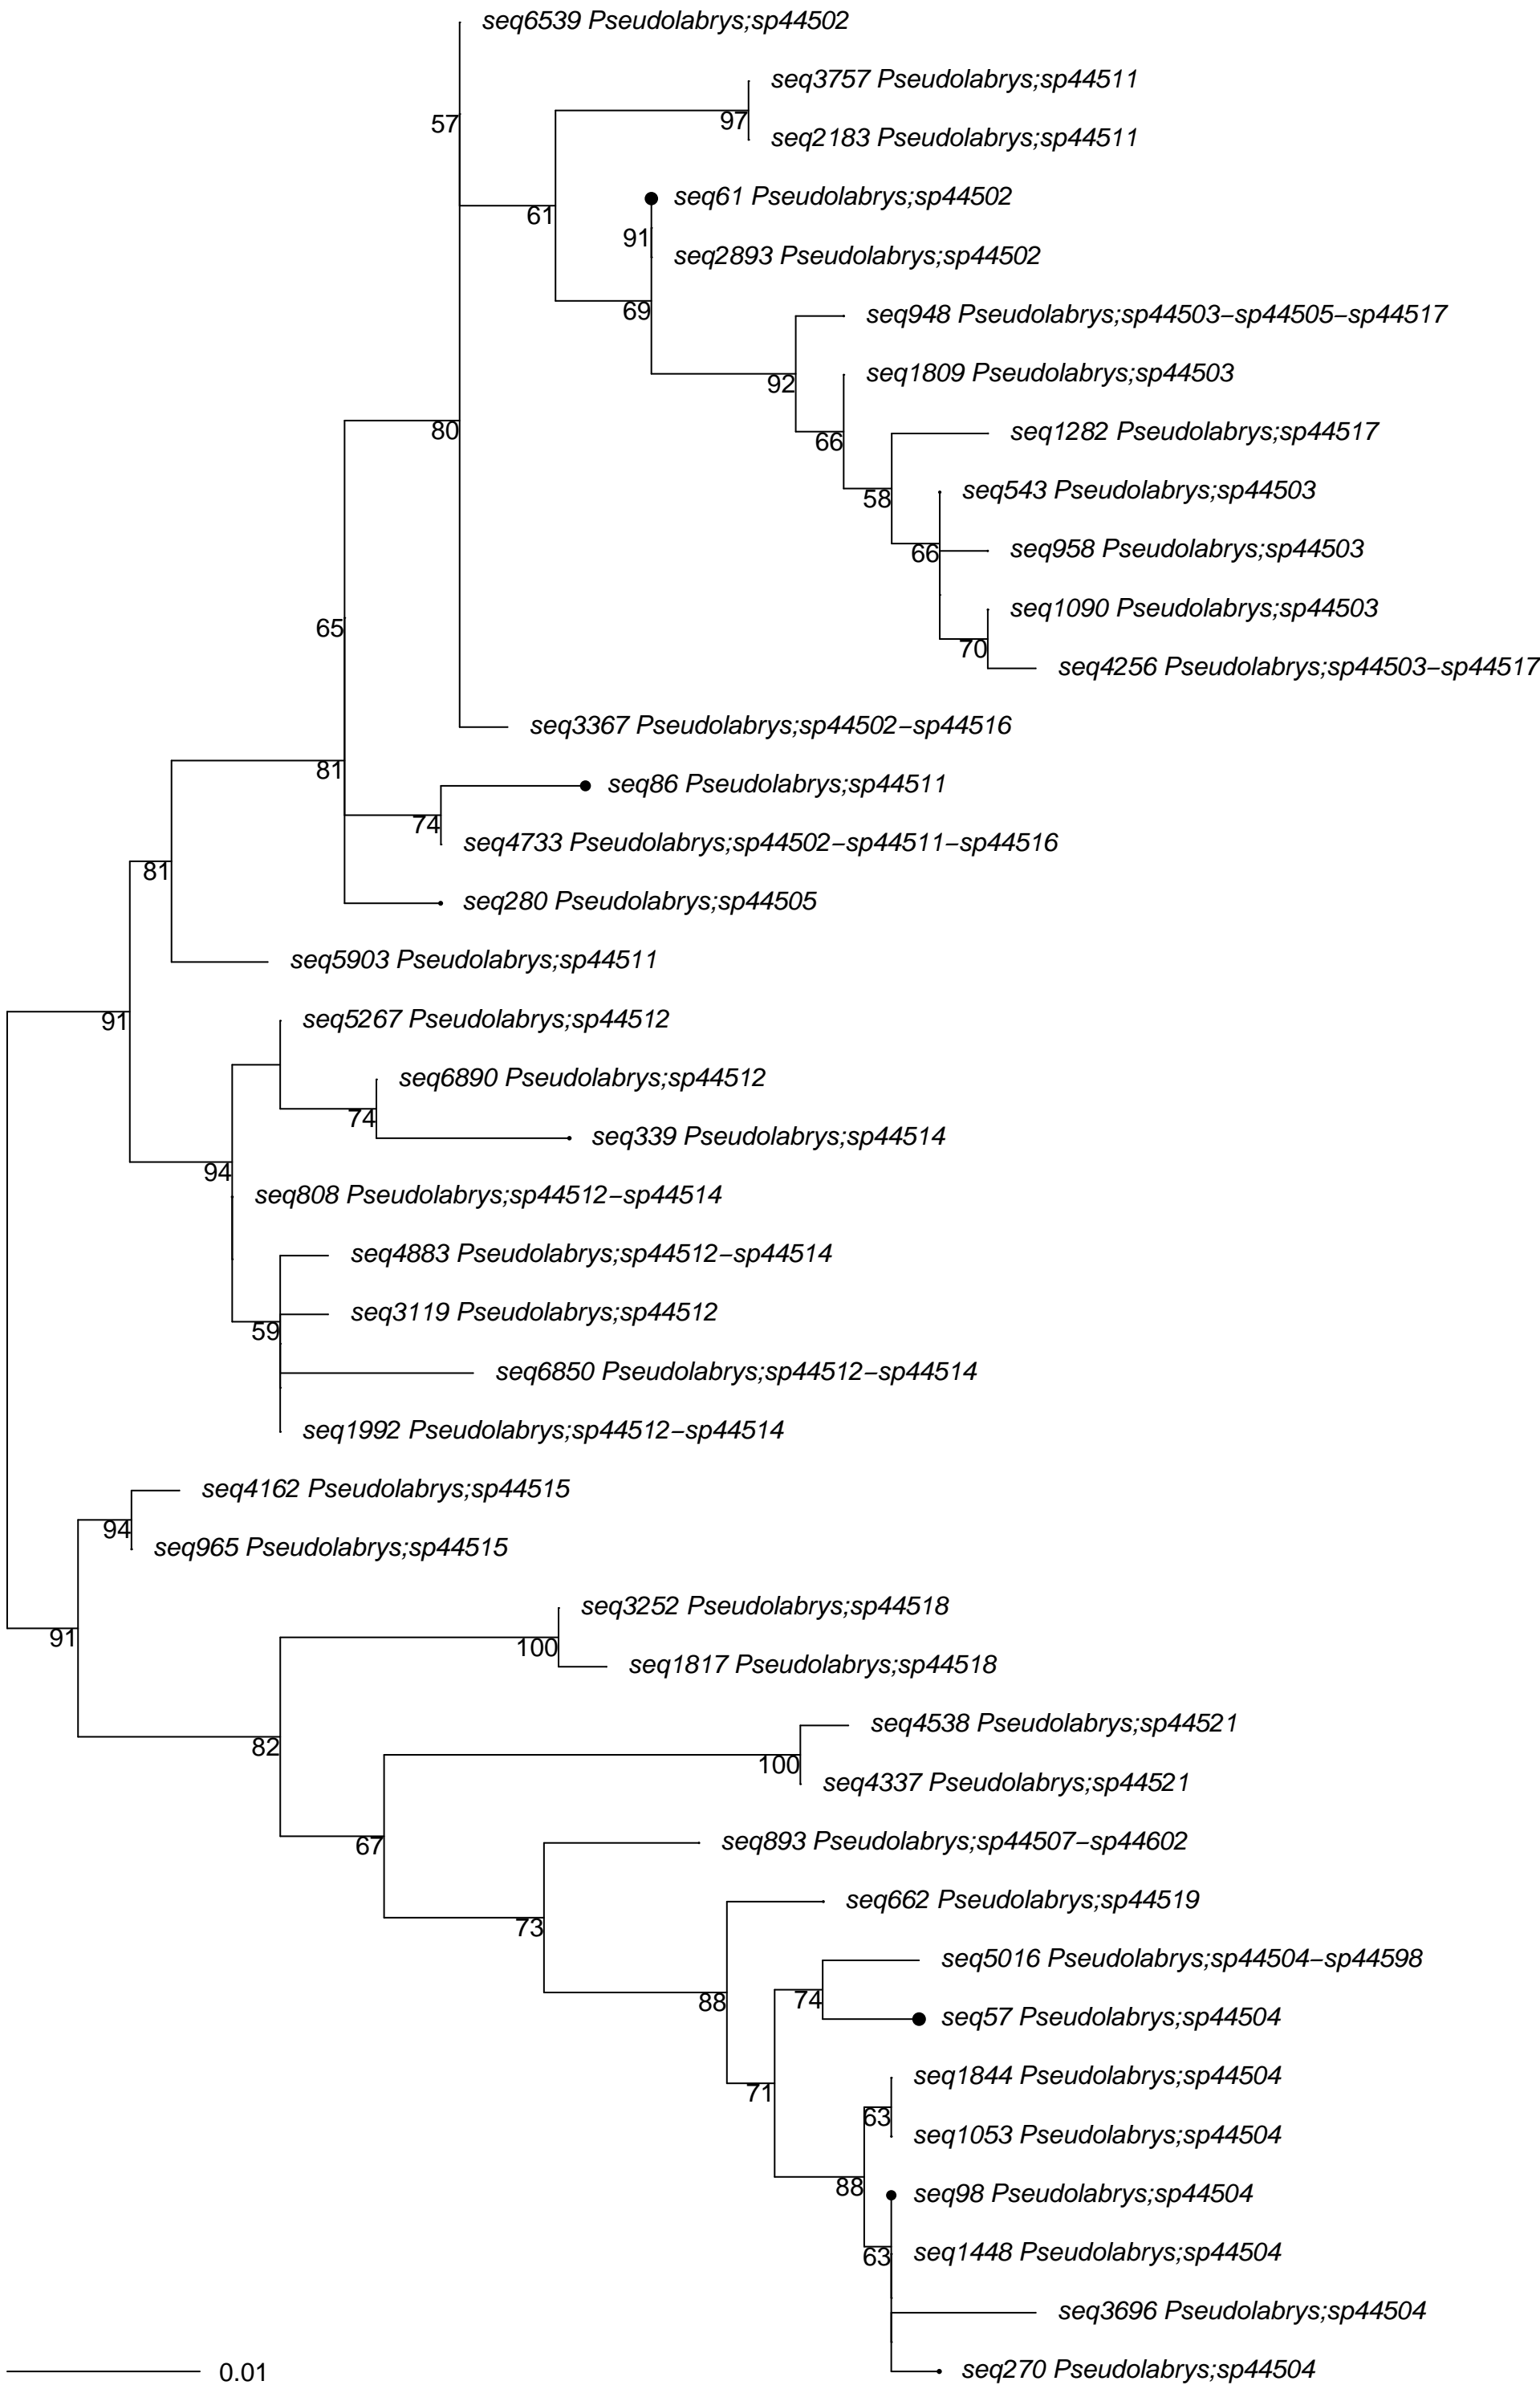 seq6539 Pseudolabrys;sp44502
seq3757 Pseudolabrys;sp44511
57
97
seq2183 Pseudolabrys;sp44511
seq61 Pseudolabrys;sp44502
61
91
seq2893 Pseudolabrys;sp44502
69
seq948 Pseudolabrys;sp44503−sp44505−sp44517
seq1809 Pseudolabrys;sp44503
92
80
66
seq1282 Pseudolabrys;sp44517
seq543 Pseudolabrys;sp44503
58
seq958 Pseudolabrys;sp44503
66
seq1090 Pseudolabrys;sp44503
65
70
seq4256 Pseudolabrys;sp44503−sp44517
seq3367 Pseudolabrys;sp44502−sp44516
81
seq86 Pseudolabrys;sp44511
74
seq4733 Pseudolabrys;sp44502−sp44511−sp44516
81
seq280 Pseudolabrys;sp44505
seq5903 Pseudolabrys;sp44511
91
seq5267 Pseudolabrys;sp44512
seq6890 Pseudolabrys;sp44512
74
seq339 Pseudolabrys;sp44514
94
seq808 Pseudolabrys;sp44512−sp44514
seq4883 Pseudolabrys;sp44512−sp44514
seq3119 Pseudolabrys;sp44512
59
seq6850 Pseudolabrys;sp44512−sp44514
seq1992 Pseudolabrys;sp44512−sp44514
seq4162 Pseudolabrys;sp44515
94
seq965 Pseudolabrys;sp44515
seq3252 Pseudolabrys;sp44518
91
100
seq1817 Pseudolabrys;sp44518
seq4538 Pseudolabrys;sp44521
82
100
seq4337 Pseudolabrys;sp44521
seq893 Pseudolabrys;sp44507−sp44602
67
seq662 Pseudolabrys;sp44519
73
seq5016 Pseudolabrys;sp44504−sp44598
88
74
seq57 Pseudolabrys;sp44504
seq1844 Pseudolabrys;sp44504
71
63
seq1053 Pseudolabrys;sp44504
88
seq98 Pseudolabrys;sp44504
seq1448 Pseudolabrys;sp44504
63
seq3696 Pseudolabrys;sp44504
seq270 Pseudolabrys;sp44504
0.01